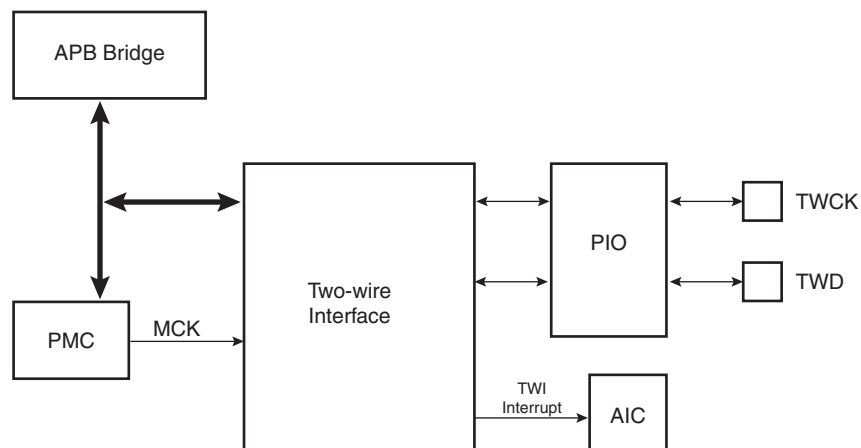 APB Bridge
TWCK
PIO
TWD
Two-wire
Interface
MCK
PMC
TWI
Interrupt
AIC